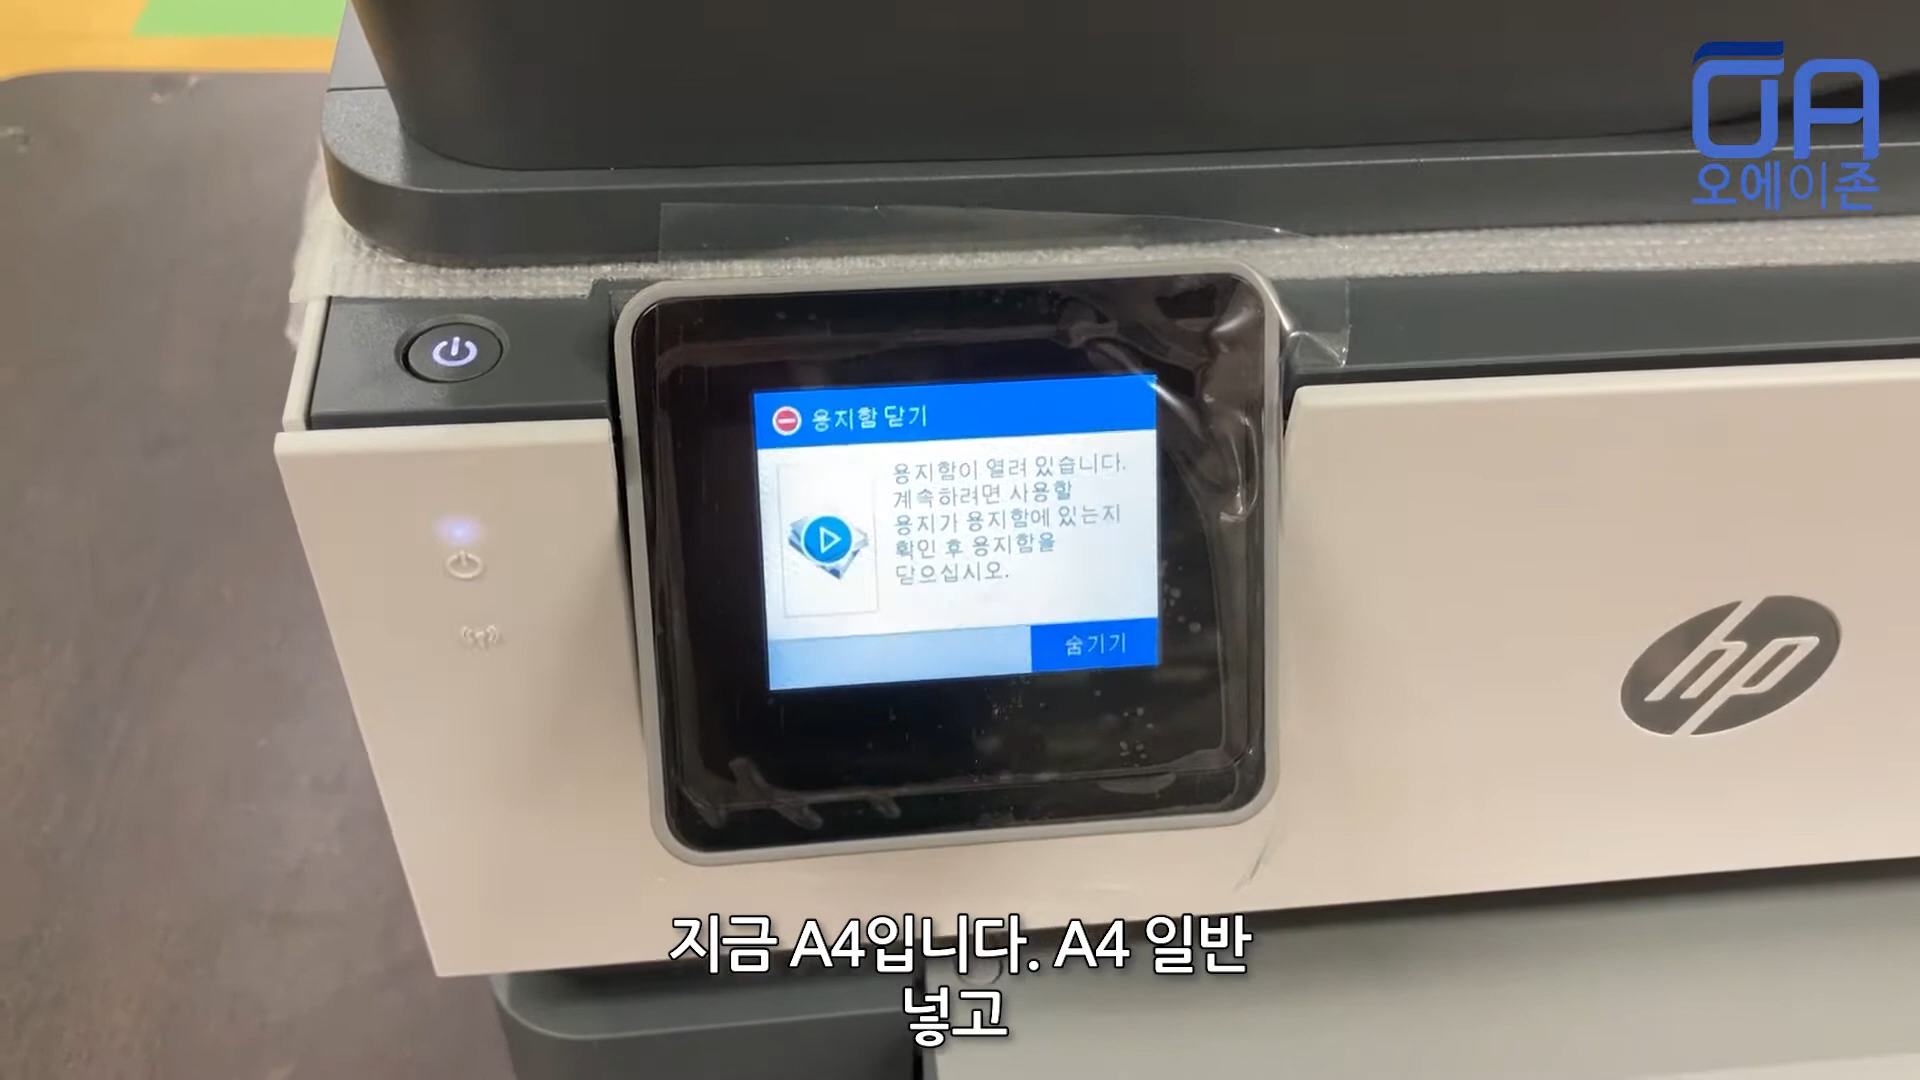 OA
오에이존
용지함 닫기
용지함이 열려 있습니다.
계속하려면 사용할
용지가 용지함에 있는지
확인 후 용지함을
닫으십시오.
숨기기
hp
지금 A4입니다. A4 일반
넣고